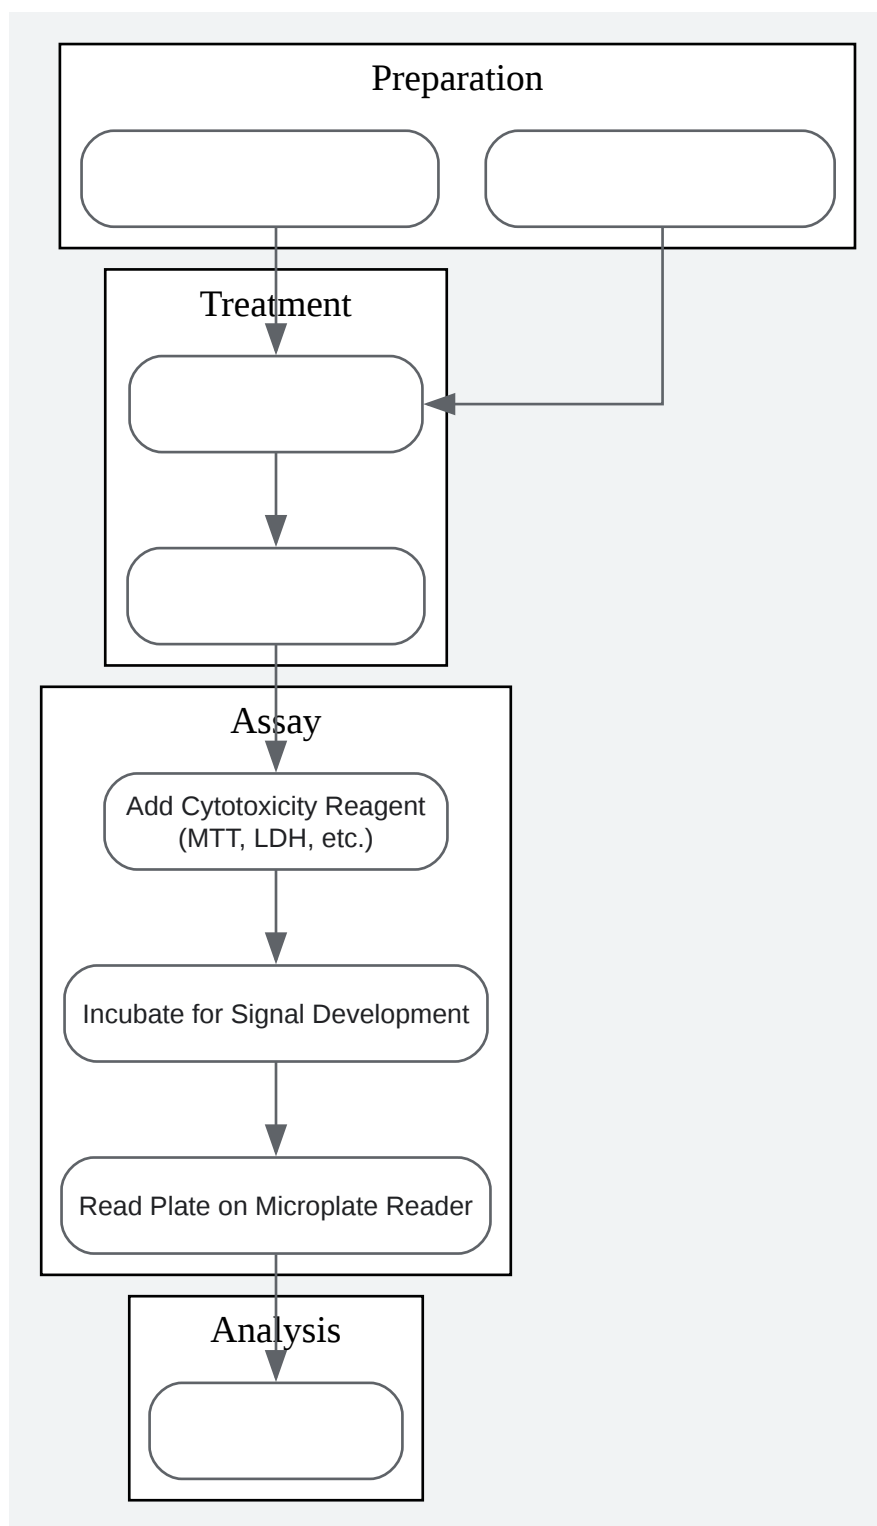 Preparation
Treatment
Assay
Add Cytotoxicity Reagent
(MTT, LDH, etc.)
Incubate for Signal Development
Read Plate on Microplate Reader
Analysis